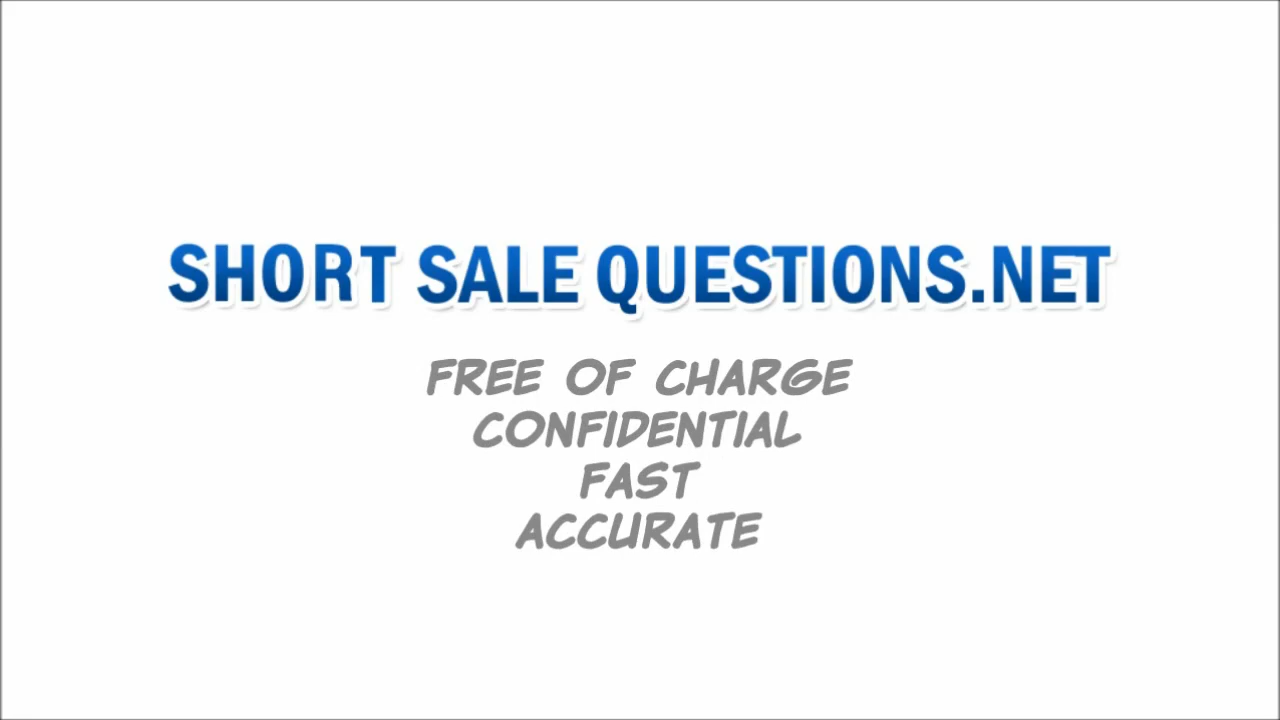 SHORT SALE QUESTIONS.NET
FREE OF CHARGE
CONFIDENTIAL
FAST
ACCURATE